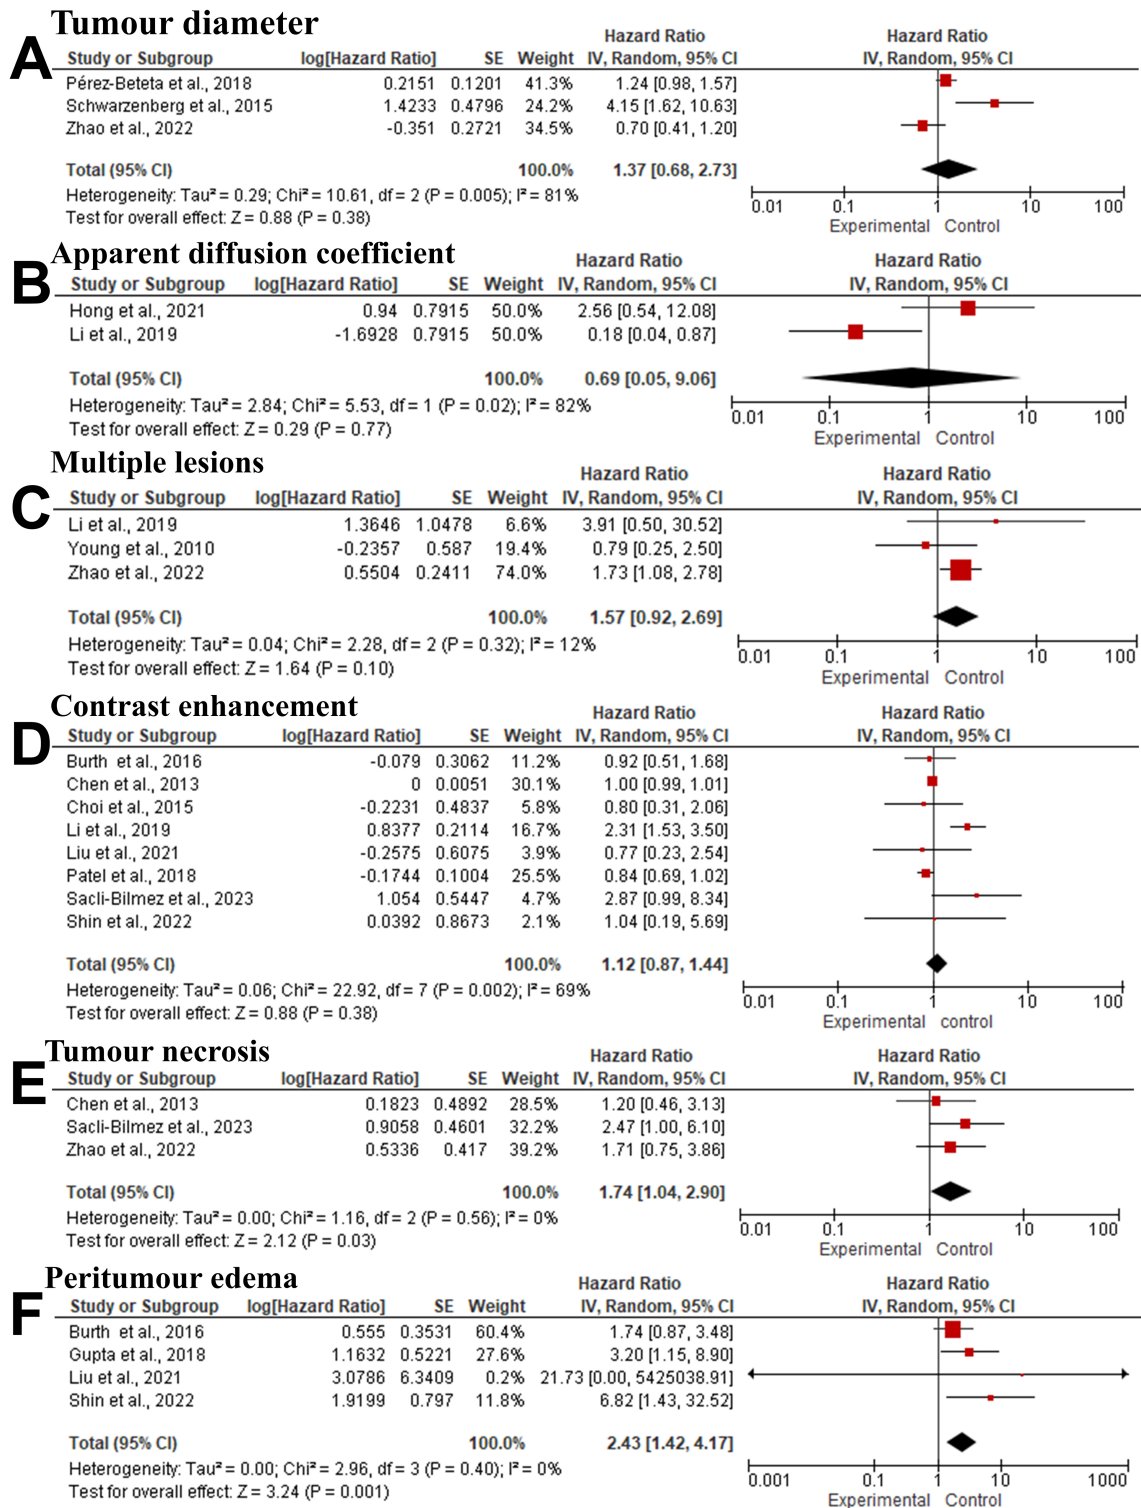 Tumour diameter
A
Hazard Ratio Hazard Ratio
Study or Subgroup log[Hazard Ratio] SE Weight IV, Random, 95% CI IV, Random, 95% CI
Pérez-Beteta et al., 2018 0.2151 0.1201 41.3% 1.24 [0.98, 1.57]
Schwarzenberg et al., 2015 1.4233 0.4796 24.2% 4.15 [1.62, 10.63]
Zhao et al., 2022 -0.351 0.2721 34.5% 0.70 [0.41, 1.20]
Total (95% CI) 100.0% 1.37 [0.68, 2.73]
Heterogeneity: Tau² = 0.29; Chi² = 10.61, df = 2 (P = 0.005); I² = 81%
Test for overall effect: Z = 0.88 (P = 0.38)
0.01 0.1 1 10 100
Experimental Control
Apparent diffusion coefficient
B
Hazard Ratio Hazard Ratio
Study or Subgroup log[Hazard Ratio] SE Weight IV, Random, 95% CI IV, Random, 95% CI
Hong et al., 2021 0.94 0.7915 50.0% 2.56 [0.54, 12.08]
Li et al., 2019 -1.6928 0.7915 50.0% 0.18 [0.04, 0.87]
Total (95% CI) 100.0% 0.69 [0.05, 9.06]
Heterogeneity: Tau² = 2.84; Chi² = 5.53, df = 1 (P = 0.02); I² = 82%
Test for overall effect: Z = 0.29 (P = 0.77)
0.01 0.1 1 10 100
Experimental Control
Multiple lesions
C
Hazard Ratio Hazard Ratio
Study or Subgroup log[Hazard Ratio] SE Weight IV, Random, 95% CI IV, Random, 95% CI
Li et al., 2019 1.3646 1.0478 6.6% 3.91 [0.50, 30.52]
Young et al., 2010 -0.2357 0.587 19.4% 0.79 [0.25, 2.50]
Zhao et al., 2022 0.5504 0.2411 74.0% 1.73 [1.08, 2.78]
Total (95% CI) 100.0% 1.57 [0.92, 2.69]
Heterogeneity: Tau² = 0.04; Chi² = 2.28, df = 2 (P = 0.32); I² = 12%
Test for overall effect: Z = 1.64 (P = 0.10)
0.01 0.1 1 10 100
Experimental Control
Contrast enhancement
D
Hazard Ratio Hazard Ratio
Study or Subgroup log[Hazard Ratio] SE Weight IV, Random, 95% CI IV, Random, 95% CI
Burth et al., 2016 -0.079 0.3062 11.2% 0.92 [0.51, 1.68]
Chen et al., 2013 0 0.0051 30.1% 1.00 [0.99, 1.01]
Choi et al., 2015 -0.2231 0.4837 5.8% 0.80 [0.31, 2.06]
Li et al., 2019 0.8377 0.2114 16.7% 2.31 [1.53, 3.50]
Liu et al., 2021 -0.2575 0.6075 3.9% 0.77 [0.23, 2.54]
Patel et al., 2018 -0.1744 0.1004 25.5% 0.84 [0.69, 1.02]
Sacli-Bilmez et al., 2023 1.054 0.5447 4.7% 2.87 [0.99, 8.34]
Shin et al., 2022 0.0392 0.8673 2.1% 1.04 [0.19, 5.69]
Total (95% CI) 100.0% 1.12 [0.87, 1.44]
Heterogeneity: Tau² = 0.06; Chi² = 22.92, df = 7 (P = 0.002); I² = 69%
Test for overall effect: Z = 0.88 (P = 0.38)
0.01 0.1 1 10 100
Experimental control
Tumour necrosis
E
Hazard Ratio Hazard Ratio
Study or Subgroup log[Hazard Ratio] SE Weight IV, Random, 95% CI IV, Random, 95% CI
Chen et al., 2013 0.1823 0.4892 28.5% 1.20 [0.46, 3.13]
Sacli-Bilmez et al., 2023 0.9058 0.4601 32.2% 2.47 [1.00, 6.10]
Zhao et al., 2022 0.5336 0.417 39.2% 1.71 [0.75, 3.86]
Total (95% CI) 100.0% 1.74 [1.04, 2.90]
Heterogeneity: Tau² = 0.00; Chi² = 1.16, df = 2 (P = 0.56); I² = 0%
Test for overall effect: Z = 2.12 (P = 0.03)
0.01 0.1 1 10 100
Experimental Control
Peritumour edema
F
Hazard Ratio Hazard Ratio
Study or Subgroup log[Hazard Ratio] SE Weight IV, Random, 95% CI IV, Random, 95% CI
Burth et al., 2016 0.555 0.3531 60.4% 1.74 [0.87, 3.48]
Gupta et al., 2018 1.1632 0.5221 27.6% 3.20 [1.15, 8.90]
Liu et al., 2021 3.0786 6.3409 0.2% 21.73 [0.00, 5425038.91]
Shin et al., 2022 1.9199 0.797 11.8% 6.82 [1.43, 32.52]
Total (95% CI) 100.0% 2.43 [1.42, 4.17]
Heterogeneity: Tau² = 0.00; Chi² = 2.96, df = 3 (P = 0.40); I² = 0%
Test for overall effect: Z = 3.24 (P = 0.001)
0.001 0.1 1 10 1000
Experimental Control